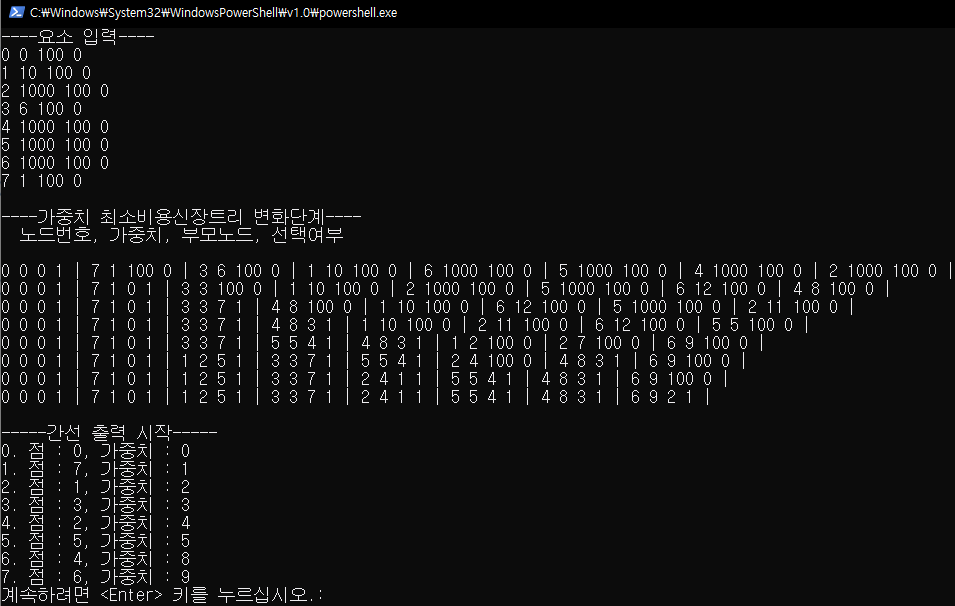 C:₩Windows₩System32₩WindowsPowerShell₩v1.0₩powershell.exe
----요소 입력----
0 0 100 0
1 10 100 0
2 1000 100 0
3 6 100 0
4 1000 100 0
5 1000 100 0
6 1000 100 0
7 1 100 0
----가중치 최소비용신장트리 변화단계----
노드번호, 가중치, 부모노드, 선택여부
0 0 0 1 | 7 1 100 0 | 3 6 100 0 | 1 10 100 0 | 6 1000 100 0 | 5 1000 100 0 | 4 1000 100 0 | 2 1000 100 0 |
0 0 0 1 | 7 1 0 1 | 3 3 100 0 | 1 10 100 0 | 2 1000 100 0 | 5 1000 100 0 | 6 12 100 0 | 4 8 100 0 |
0 0 0 1 | 7 1 0 1 | 3 3 7 1 | 4 8 100 0 | 1 10 100 0 | 6 12 100 0 | 5 1000 100 0 | 2 11 100 0 |
0 0 0 1 | 7 1 0 1 | 3 3 7 1 | 4 8 3 1 | 1 10 100 0 | 2 11 100 0 | 6 12 100 0 | 5 5 100 0 |
0 0 0 1 | 7 1 0 1 | 3 3 7 1 | 5 5 4 1 | 4 8 3 1 | 1 2 100 0 | 2 7 100 0 | 6 9 100 0 |
0 0 0 1 | 7 1 0 1 | 1 2 5 1 | 3 3 7 1 | 5 5 4 1 | 2 4 100 0 | 4 8 3 1 | 6 9 100 0 |
0 0 0 1 | 7 1 0 1 | 1 2 5 1 | 3 3 7 1 | 2 4 1 1 | 5 5 4 1 | 4 8 3 1 | 6 9 100 0 |
0 0 0 1 | 7 1 0 1 | 1 2 5 1 | 3 3 7 1 | 2 4 1 1 | 5 5 4 1 | 4 8 3 1 | 6 9 2 1 |
-----간선 출력 시작-----
0. 점 : 0, 가중치 : 0
1. 점 : 7, 가중치 : 1
2. 점 : 1, 가중치 : 2
3. 점 : 3, 가중치 : 3
4. 점 : 2, 가중치 : 4
5. 점 : 5, 가중치 : 5
6. 점 : 4, 가중치 : 8
7. 점 : 6, 가중치 : 9
계속하려면 <Enter> 키를 누르십시오.: